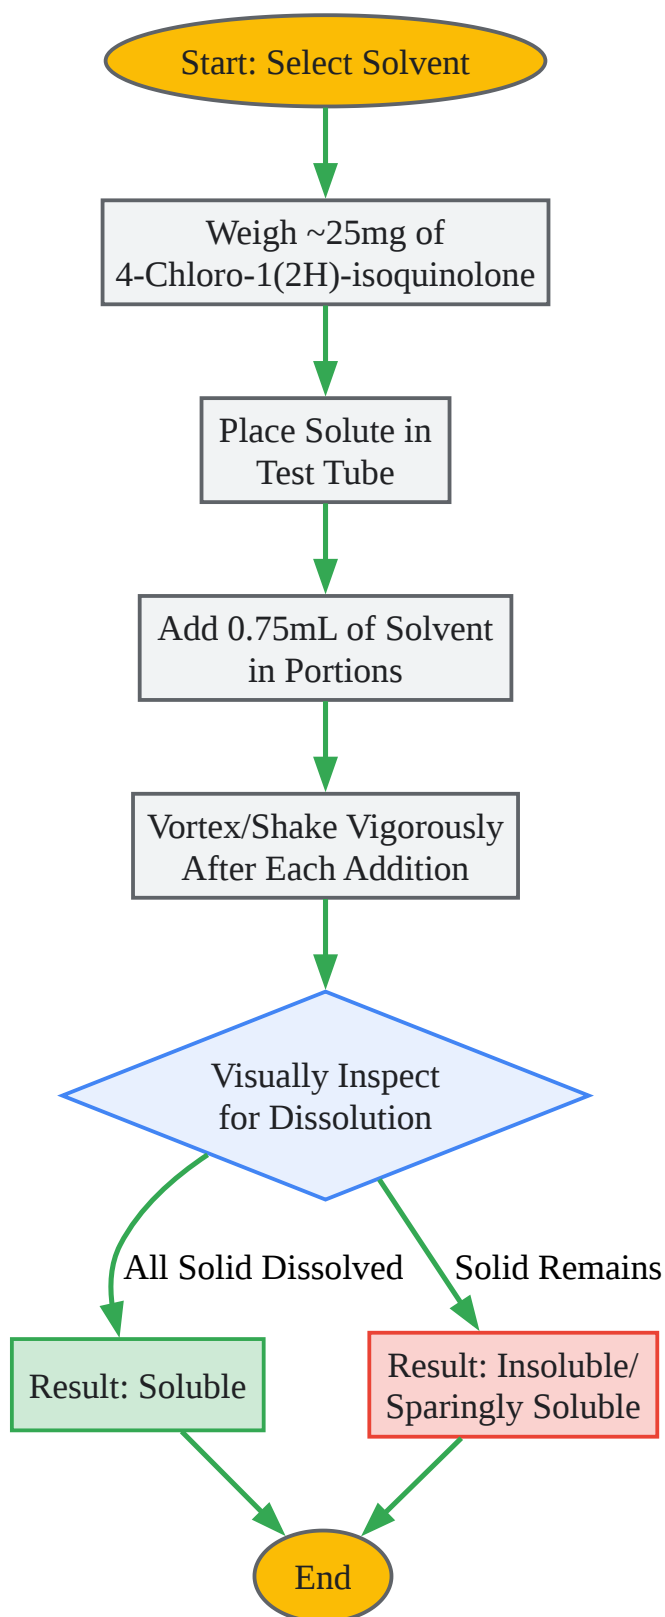 Start: Select Solvent
Weigh ~25mg of
4-Chloro-1(2H)-isoquinolone
Place Solute in
Test Tube
Add 0.75mL of Solvent
in Portions
Vortex/Shake Vigorously
After Each Addition
Visually Inspect
for Dissolution
All Solid Dissolved
Solid Remains
Result: Soluble
Result: Insoluble/
Sparingly Soluble
End